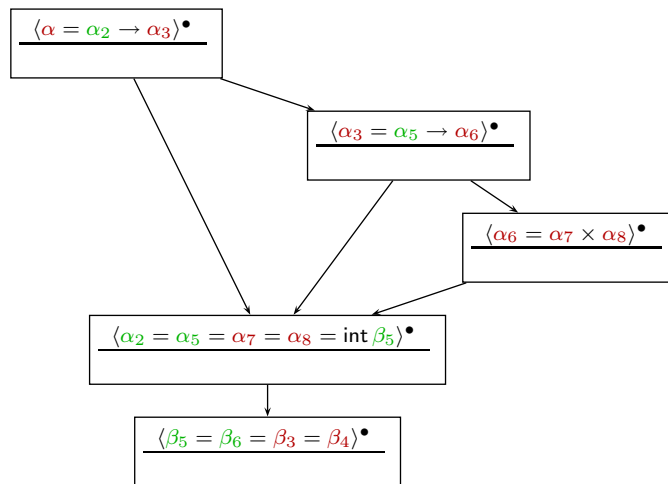 ⟨α = α₂ → α₃⟩•
⟨α₃ = α₅ → α₆⟩•
⟨α₆ = α₇ × α₈⟩•
⟨α₂ = α₅ = α₇ = α₈ = int β₅⟩•
⟨β₅ = β₆ = β₃ = β₄⟩•